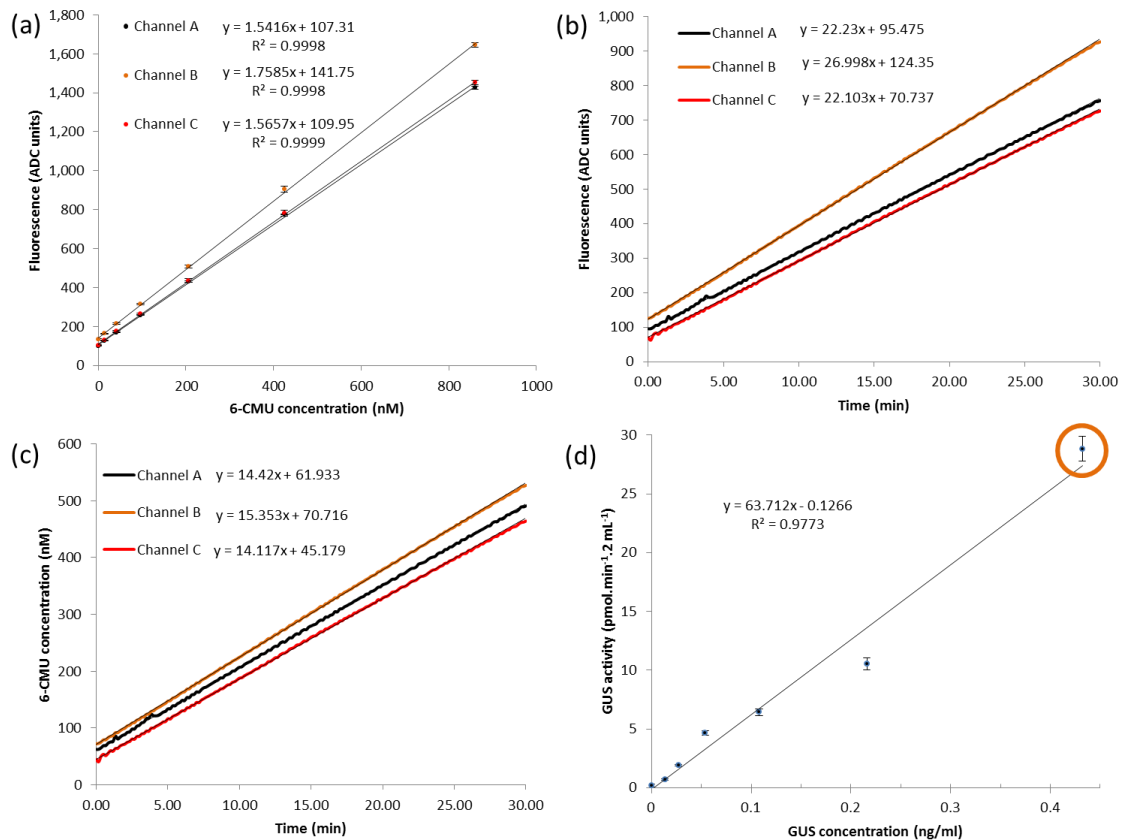 (a)
Channel A y = 1.5416x + 107.31
R² = 0.9998
Channel B y = 1.7585x + 141.75
R² = 0.9998
Channel C y = 1.5657x + 109.95
R² = 0.9999
1,800
1,600
1,400
1,200
1,000
800
600
400
200
0
Fluorescence (ADC units)
0 200 400 600 800 1000
6-CMU concentration (nM)
(b)
Channel A y = 22.23x + 95.475
Channel B y = 26.998x + 124.35
Channel C y = 22.103x + 70.737
1,000
900
800
700
600
500
400
300
200
100
0
Fluorescence (ADC units)
0.00 5.00 10.00 15.00 20.00 25.00 30.00
Time (min)
(c)
Channel A y = 14.42x + 61.933
Channel B y = 15.353x + 70.716
Channel C y = 14.117x + 45.179
600
500
400
300
200
100
0
6-CMU concentration (nM)
0.00 5.00 10.00 15.00 20.00 25.00 30.00
Time (min)
(d)
y = 63.712x - 0.1266
R² = 0.9773
30
25
20
15
10
5
0
GUS activity (pmol.min⁻¹.2 mL⁻¹)
0 0.1 0.2 0.3 0.4
GUS concentration (ng/ml)